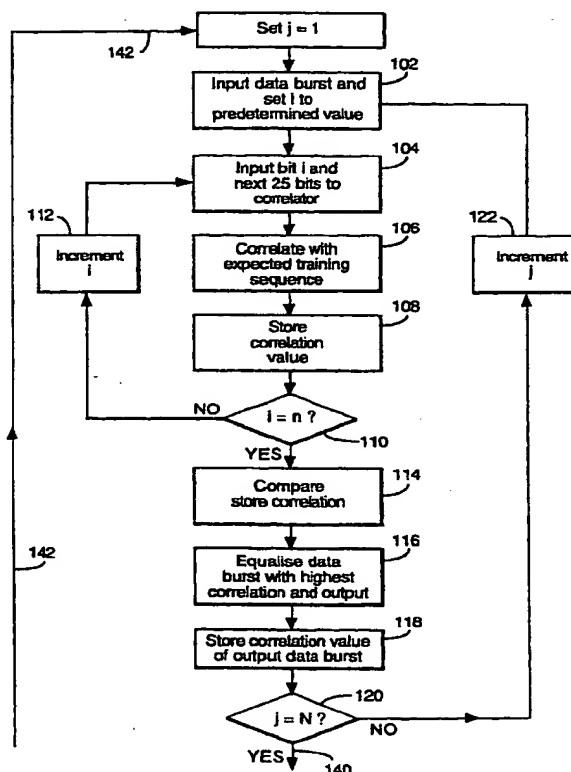 142
Set j = 1
102
Input data burst and
set i to
predetermined value
104
Input bit i and
next 25 bits to
correlator
112
Increment
i
122
Increment
j
106
Correlate with
expected training
sequence
108
Store
correlation
value
NO
i = n ?
110
YES
114
Compare
store correlation
116
Equalise data
burst with highest
correlation and output
142
118
Store correlation value
of output data burst
120
j = N ?
NO
YES
140